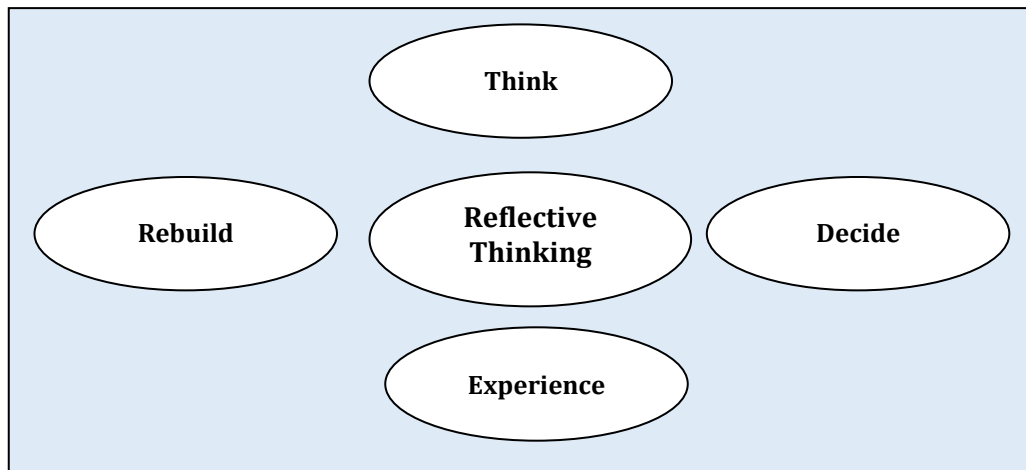 Think
Rebuild
Reflective
Thinking
Decide
Experience